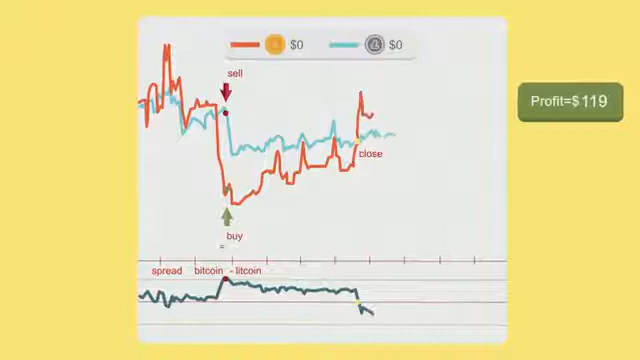 $0 $0
sell
Profit=$119
close
buy
=
spread bitcoin - litcoin